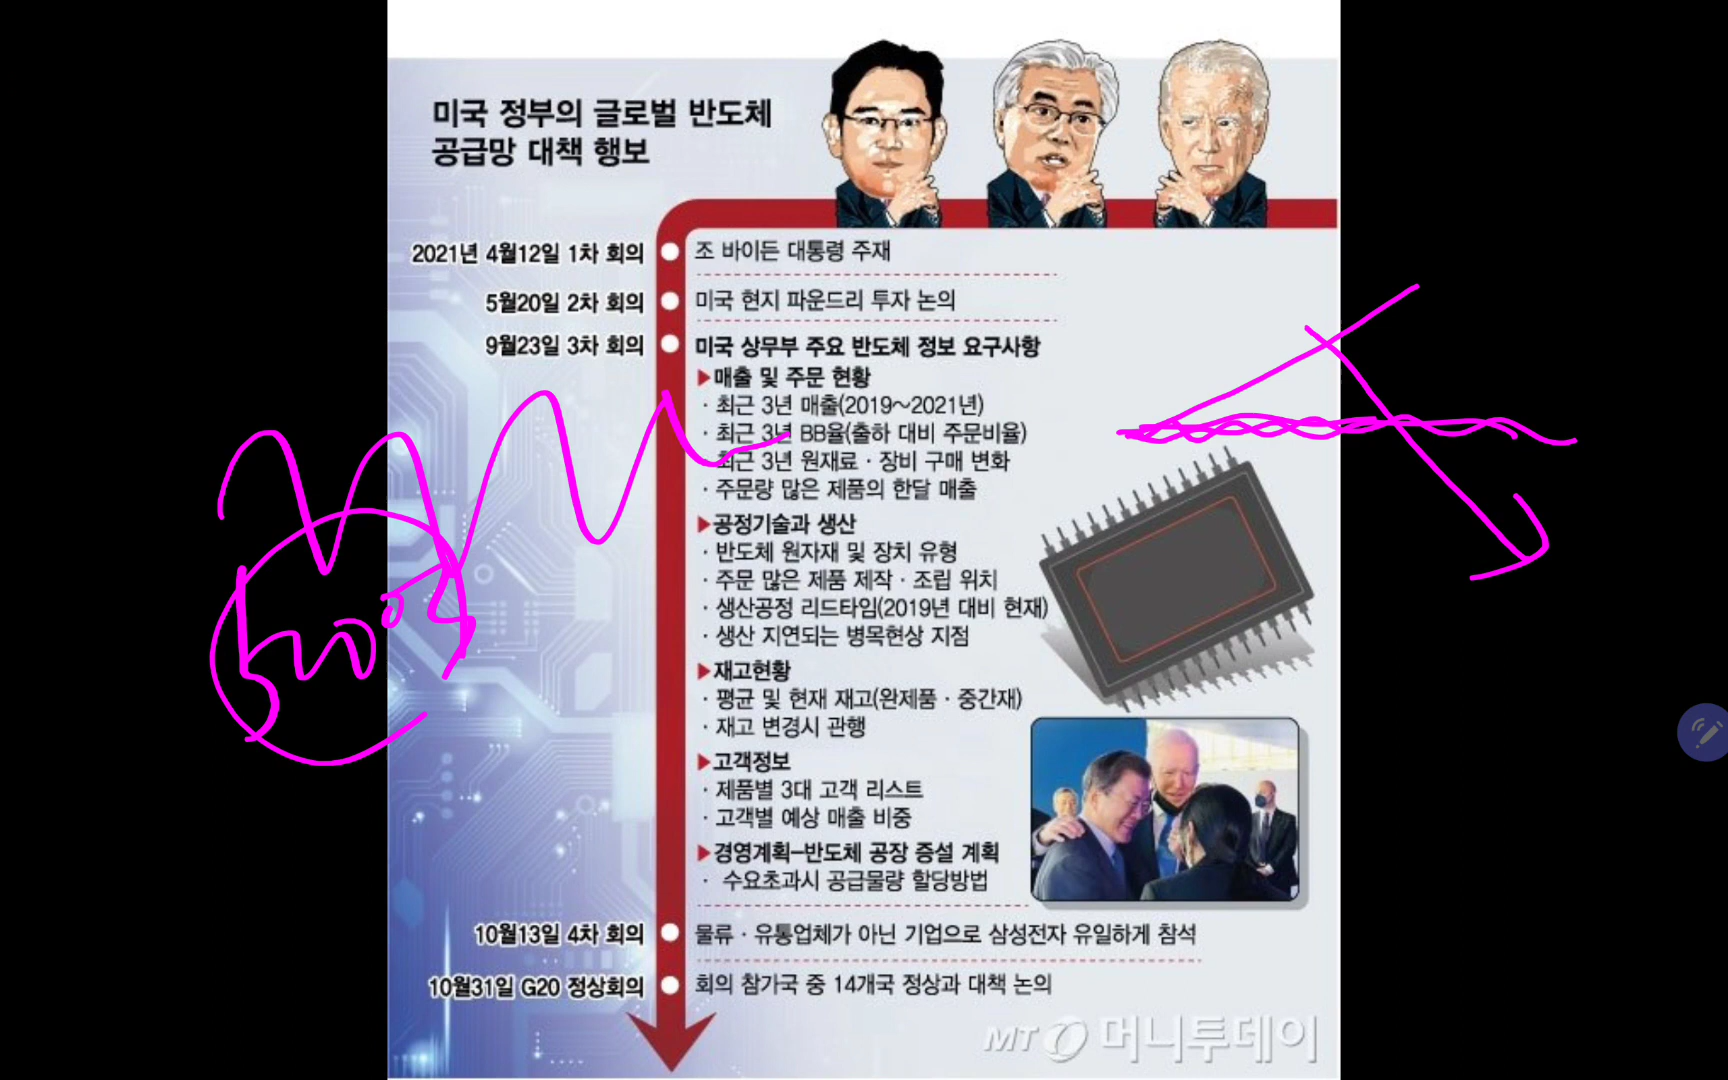 미국 정부의 글로벌 반도체
공급망 대책 행보
2021년 4월12일 1차 회의 조 바이든 대통령 주재
5월20일 2차 회의 미국 현지 파운드리 투자 논의
9월23일 3차 회의 미국 상무부 주요 반도체 정보 요구사항
▶매출 및 주문 현황
· 최근 3년 매출(2019~2021년)
· 최근 3년 BB율(출하 대비 주문비율)
· 최근 3년 원재료 · 장비 구매 변화
· 주문량 많은 제품의 한달 매출
▶공정기술과 생산
· 반도체 원자재 및 장치 유형
· 주문 많은 제품 제작 · 조립 위치
· 생산공정 리드타임(2019년 대비 현재)
· 생산 지연되는 병목현상 지점
▶재고현황
· 평균 및 현재 재고(완제품 · 중간재)
· 재고 변경시 관행
▶고객정보
· 제품별 3대 고객 리스트
· 고객별 예상 매출 비중
▶경영계획-반도체 공장 증설 계획
· 수요초과시 공급물량 할당방법
10월13일 4차 회의 물류 · 유통업체가 아닌 기업으로 삼성전자 유일하게 참석
10월31일 G20 정상회의 회의 참가국 중 14개국 정상과 대책 논의
MT 머니투데이